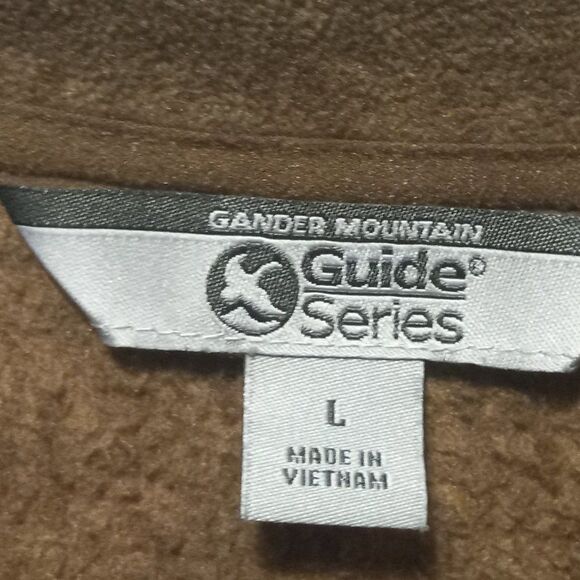 GANDER MOUNTAIN
Guide®
Series
L
MADE IN
VIETNAM